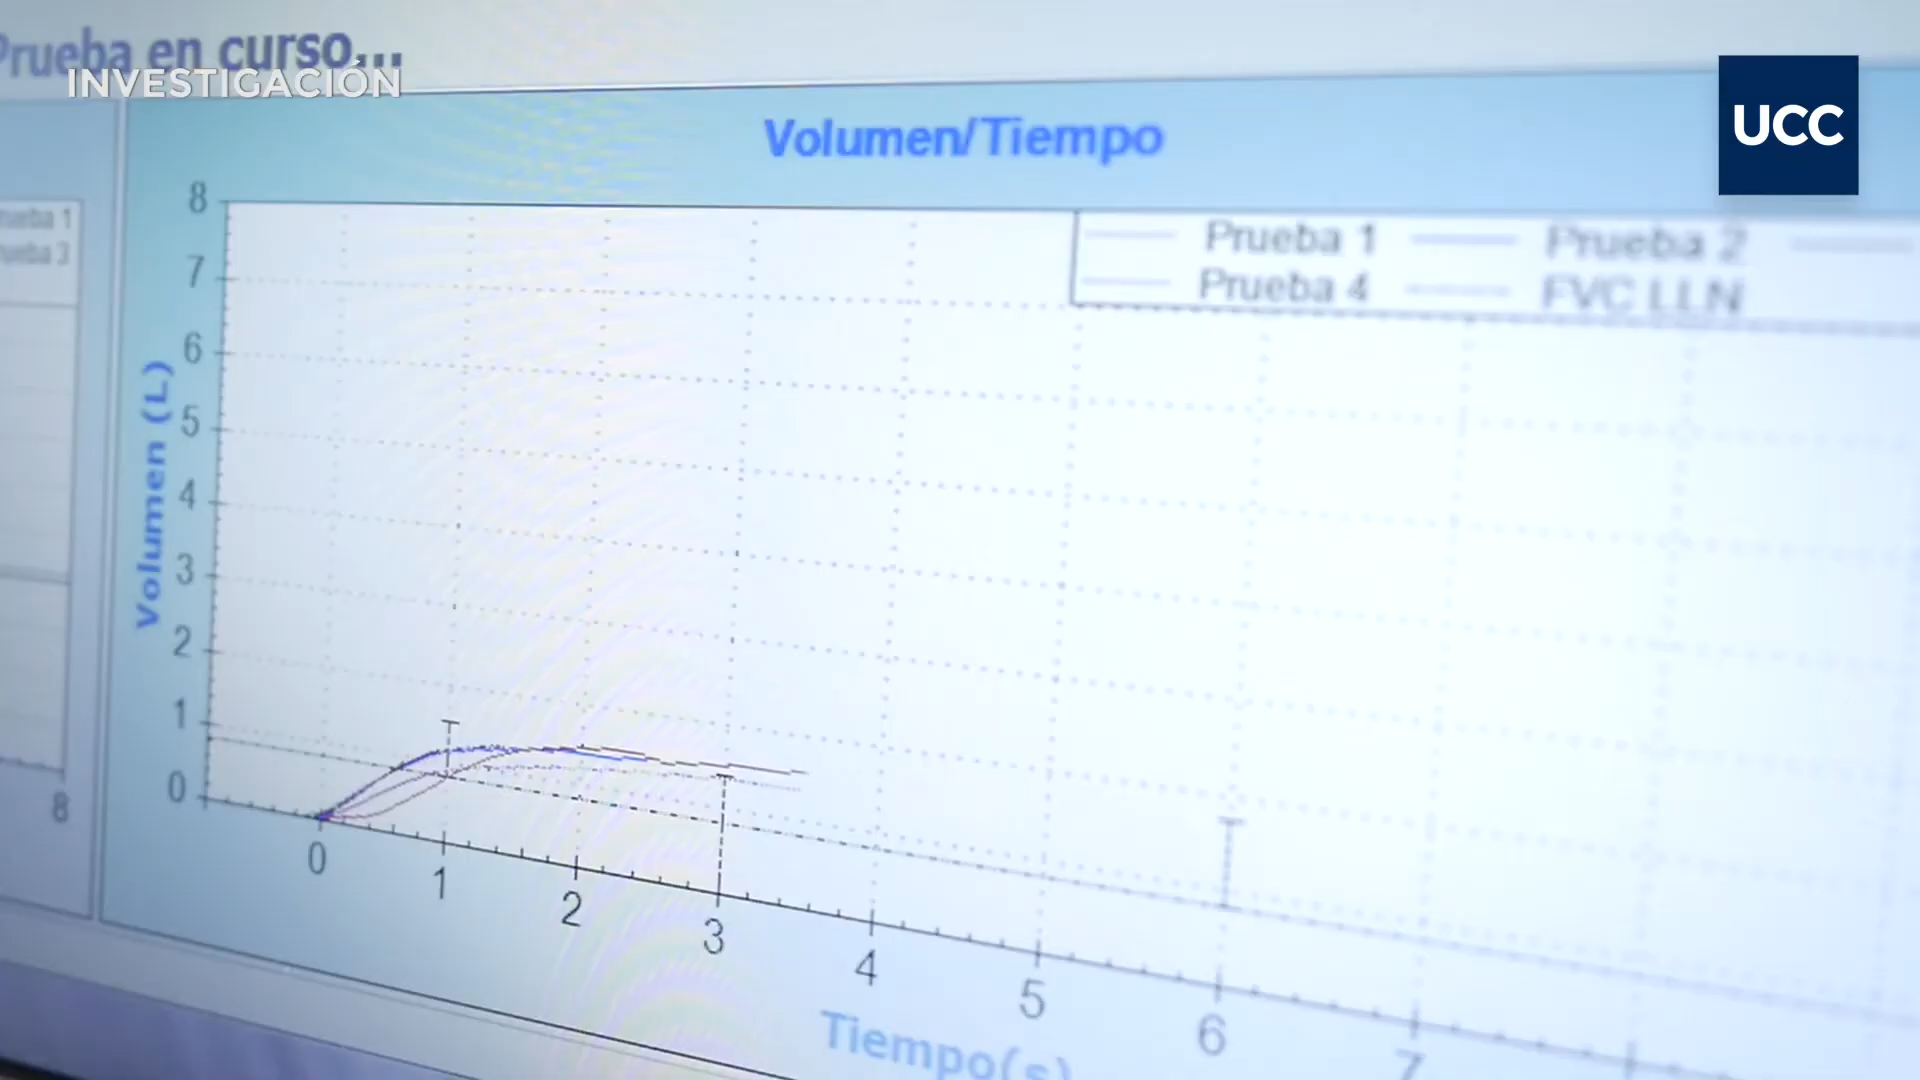 Prueba en curso...
INVESTIGACIÓN
UCC
Volumen/Tiempo
Prueba 1
Prueba 2
Prueba 4
FVC LLN
Volumen (L)
8
7
6
5
4
3
2
1
0
0
1
2
3
4
5
6
7
Tiempo(s)
8